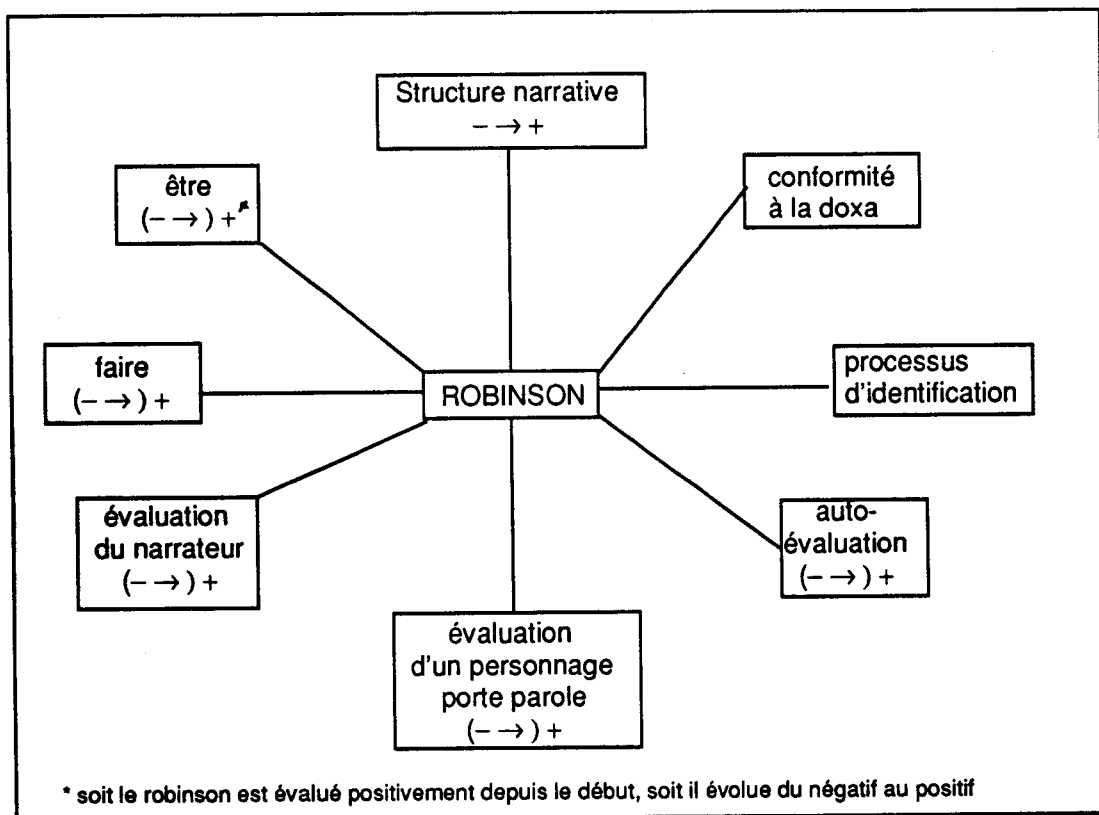 Structure narrative
− → +
être
(− →) +*
conformité
à la doxa
faire
(− →) +
ROBINSON
processus
d'identification
évaluation
du narrateur
(− →) +
auto-
évaluation
(− →) +
évaluation
d'un personnage
porte parole
(− →) +
* soit le robinson est évalué positivement depuis le début, soit il évolue du négatif au positif